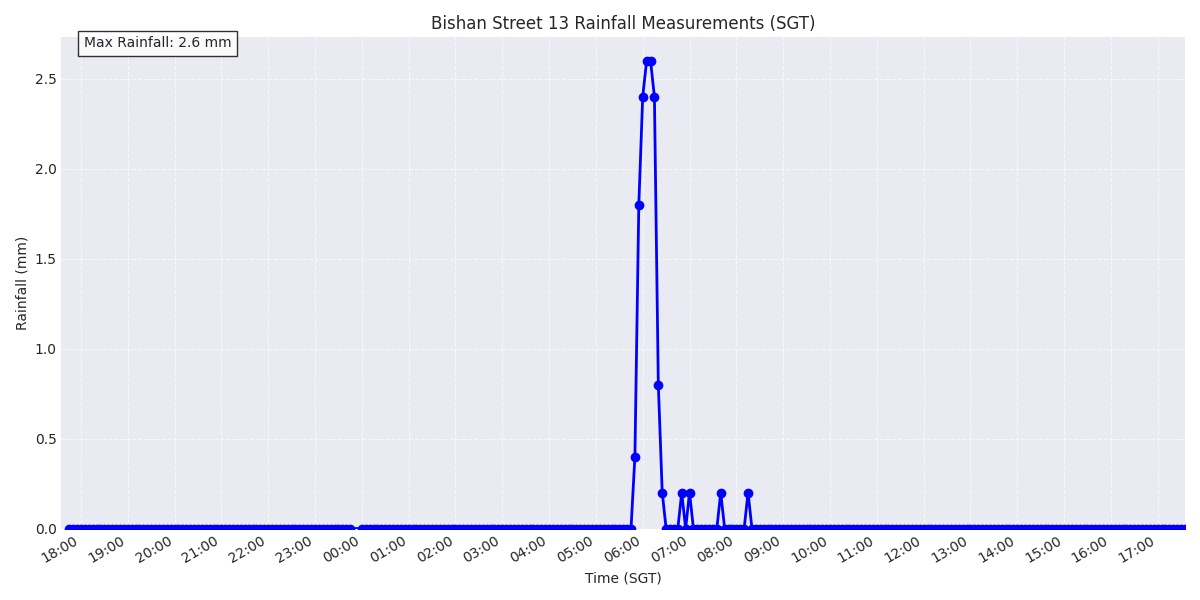 Bishan Street 13 Rainfall Measurements (SGT)
Max Rainfall: 2.6 mm
2.5
2.0
1.5
1.0
0.5
0.0
Rainfall (mm)
18:00 19:00 20:00 21:00 22:00 23:00 00:00 01:00 02:00 03:00 04:00 05:00 06:00 07:00 08:00 09:00 10:00 11:00 12:00 13:00 14:00 15:00 16:00 17:00
Time (SGT)